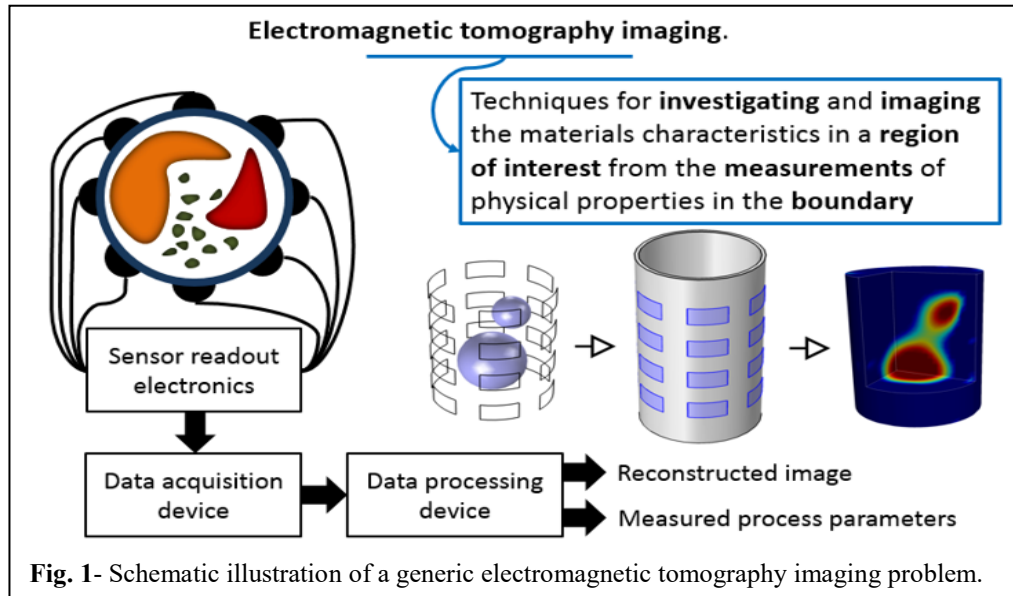 Electromagnetic tomography imaging.
Techniques for investigating and imaging
the materials characteristics in a region
of interest from the measurements of
physical properties in the boundary
Sensor readout
electronics
Data acquisition
device
Data processing
device
Reconstructed image
Measured process parameters
Fig. 1- Schematic illustration of a generic electromagnetic tomography imaging problem.